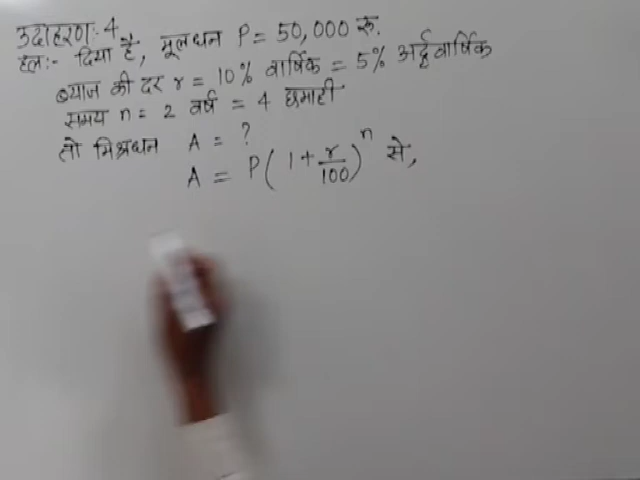 उदाहरण:-4
हल:- दिया है, मूलधन P = 50,000 रू.
ब्याज की दर r = 10% वार्षिक = 5% अर्द्धवार्षिक
समय n = 2 वर्ष = 4 छमाही
तो मिश्रधन A = ?
A = P(1+r/100)^n से,